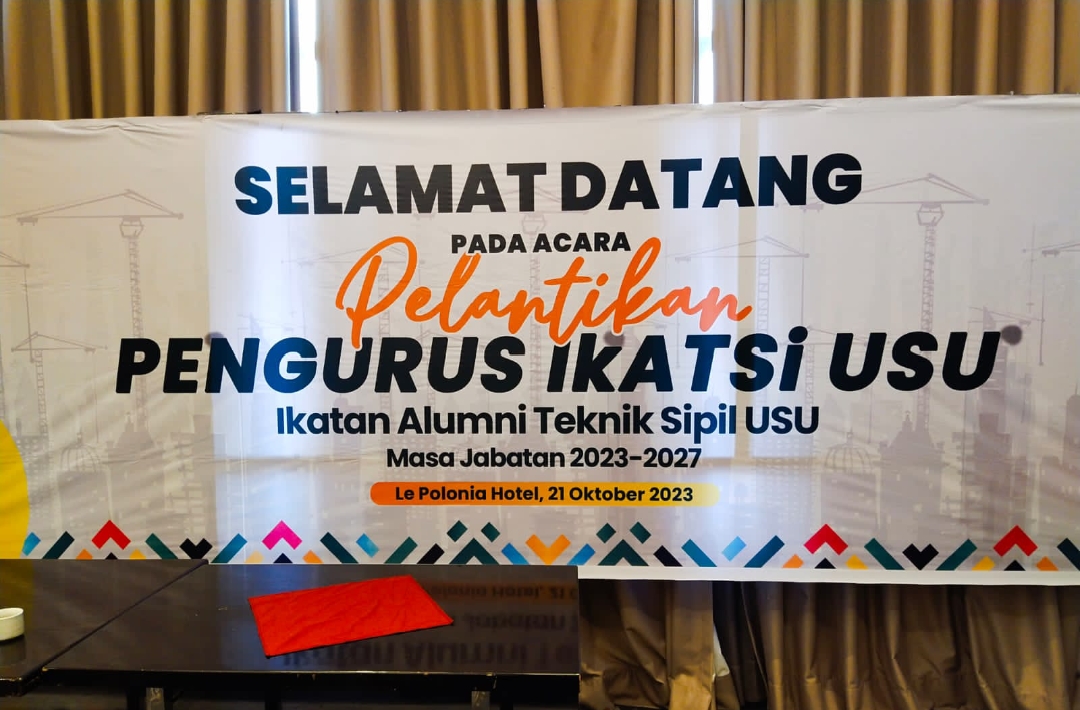 SELAMAT DATANG
PADA ACARA
Pelantikan
PENGURUS IKATSi USU
Ikatan Alumni Teknik Sipil USU
Masa Jabatan 2023-2027
Le Polonia Hotel, 21 Oktober 2023